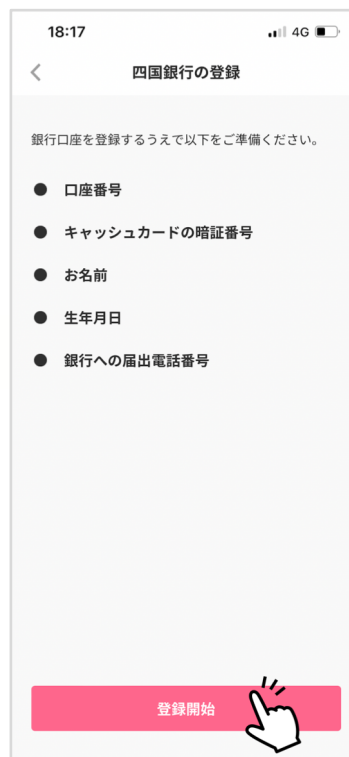 18:17 4G
四国銀行の登録
銀行口座を登録するうえで以下をご準備ください。
● 口座番号
● キャッシュカードの暗証番号
● お名前
● 生年月日
● 銀行への届出電話番号
登録開始